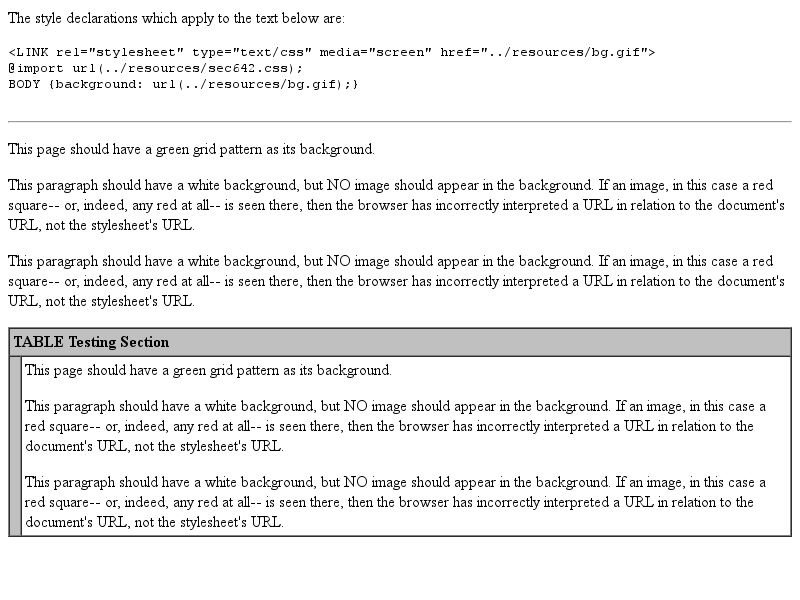 The style declarations which apply to the text below are:
<LINK rel="stylesheet" type="text/css" media="screen" href="../resources/bg.gif">
@import url(../resources/sec642.css);
BODY {background: url(../resources/bg.gif);}
This page should have a green grid pattern as its background.
This paragraph should have a white background, but NO image should appear in the background. If an image, in this case a red
square-- or, indeed, any red at all-- is seen there, then the browser has incorrectly interpreted a URL in relation to the document's
URL, not the stylesheet's URL.
This paragraph should have a white background, but NO image should appear in the background. If an image, in this case a red
square-- or, indeed, any red at all-- is seen there, then the browser has incorrectly interpreted a URL in relation to the document's
URL, not the stylesheet's URL.
TABLE Testing Section
This page should have a green grid pattern as its background.
This paragraph should have a white background, but NO image should appear in the background. If an image, in this case a
red square-- or, indeed, any red at all-- is seen there, then the browser has incorrectly interpreted a URL in relation to the
document's URL, not the stylesheet's URL.
This paragraph should have a white background, but NO image should appear in the background. If an image, in this case a
red square-- or, indeed, any red at all-- is seen there, then the browser has incorrectly interpreted a URL in relation to the
document's URL, not the stylesheet's URL.